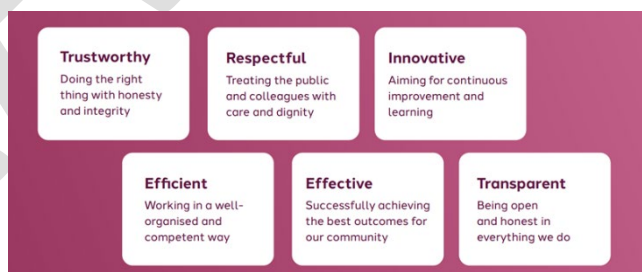 Trustworthy
Doing the right
thing with honesty
and integrity
Respectful
Treating the public
and colleagues with
care and dignity
Innovative
Aiming for continuous
improvement and
learning
Efficient
Working in a well-
organised and
competent way
Effective
Successfully achieving
the best outcomes for
our community
Transparent
Being open
and honest in
everything we do